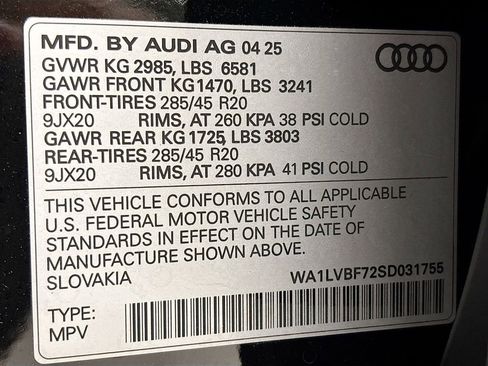 MFD. BY AUDI AG 04 25
GVWR KG 2985, LBS 6581
GAWR FRONT KG1470, LBS 3241
FRONT-TIRES 285/45 R20
9JX20 RIMS, AT 260 KPA 38 PSI COLD
GAWR REAR KG 1725, LBS 3803
REAR-TIRES 285/45 R20
9JX20 RIMS, AT 280 KPA 41 PSI COLD
THIS VEHICLE CONFORMS TO ALL APPLICABLE
U.S. FEDERAL MOTOR VEHICLE SAFETY
STANDARDS IN EFFECT ON THE DATE OF
MANUFACTURE SHOWN ABOVE.
SLOVAKIA WA1LVBF72SD031755
TYPE:
MPV